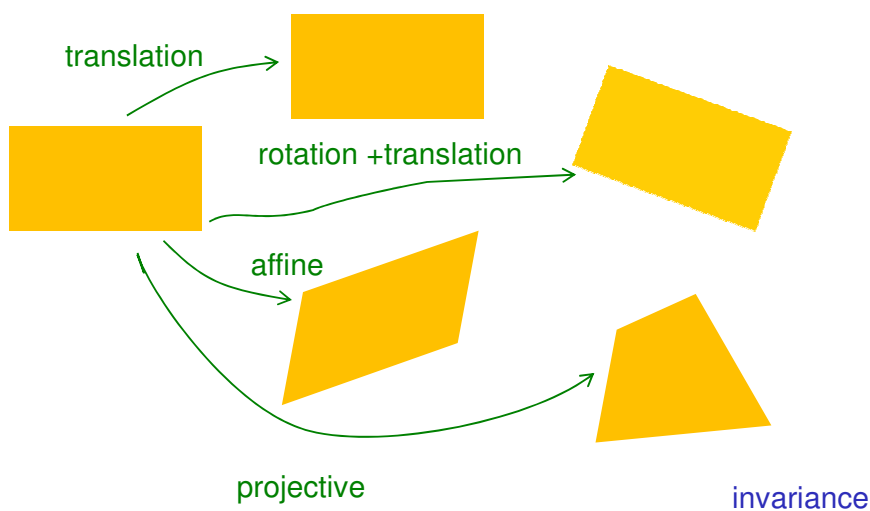 translation
rotation +translation
affine
projective
invariance